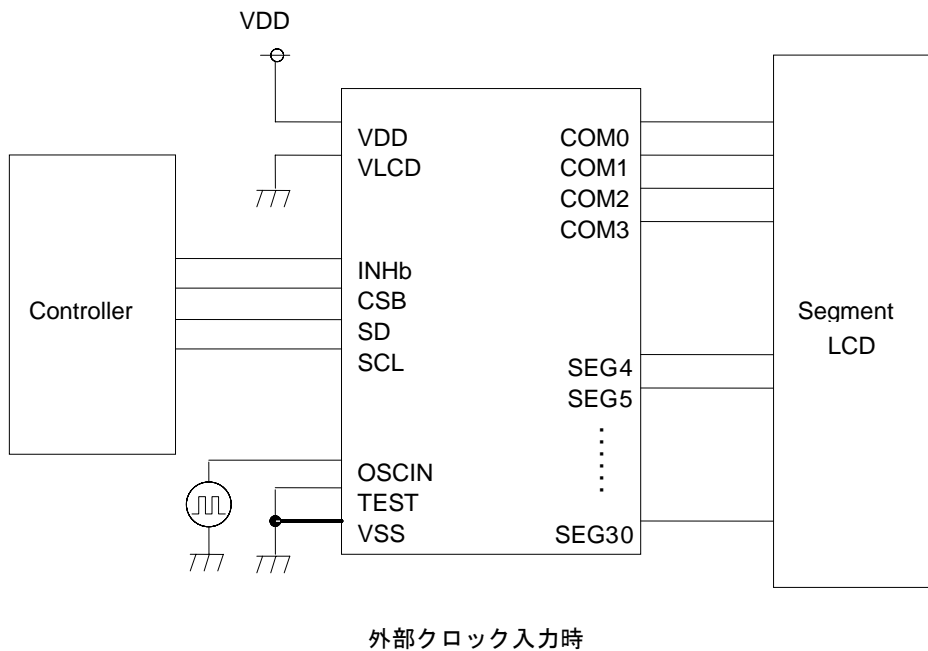 VDD
VDD
VLCD
INHb
CSB
SD
SCL
OSCIN
TEST
VSS
COM0
COM1
COM2
COM3
SEG4
SEG5
SEG30
Controller
Segment
LCD
外部クロック入力時